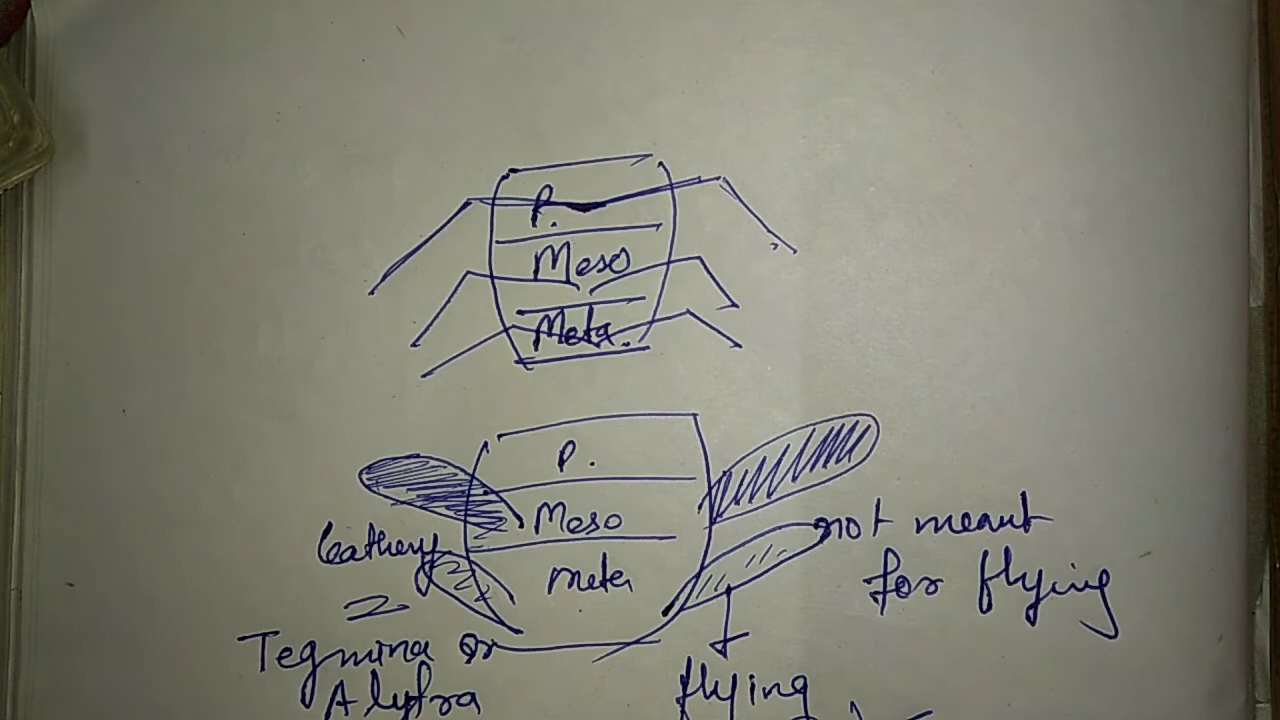 P.
Meso
Meta.
P.
Meso
meta
leathery
not meant
for flying
Tegmina or
Alytra
flying